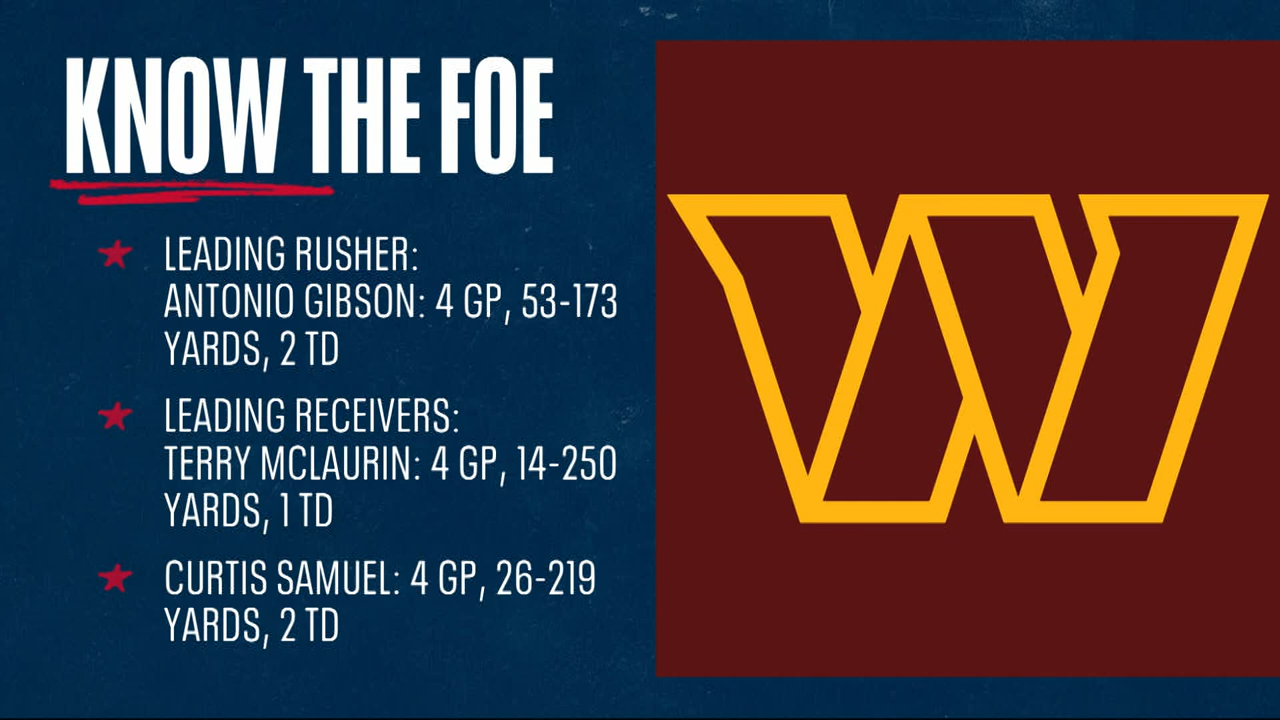 KNOW THE FOE
LEADING RUSHER:
ANTONIO GIBSON: 4 GP, 53-173
YARDS, 2 TD
LEADING RECEIVERS:
TERRY MCLAURIN: 4 GP, 14-250
YARDS, 1 TD
CURTIS SAMUEL: 4 GP, 26-219
YARDS, 2 TD
W